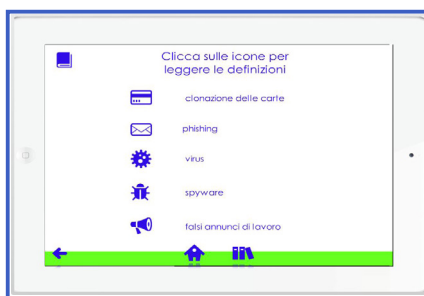 Clicca sulle icone per
leggere le definizioni
clonazione delle carte
phishing
virus
spyware
falsi annunci di lavoro